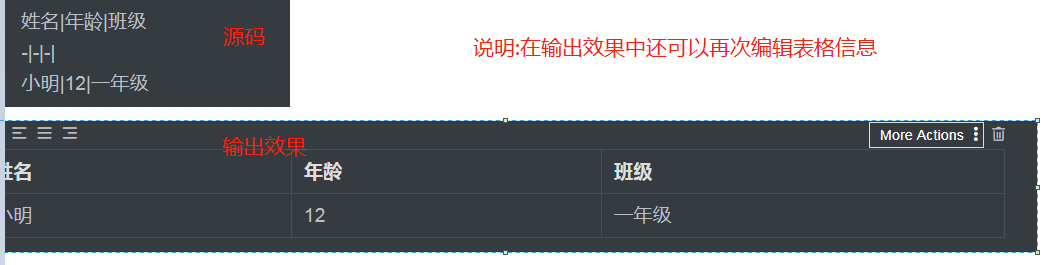 姓名|年龄|班级
-|-|-|
小明|12|一年级
源码
说明:在输出效果中还可以再次编辑表格信息
输出效果
More Actions
姓名 年龄 班级
小明 12 一年级